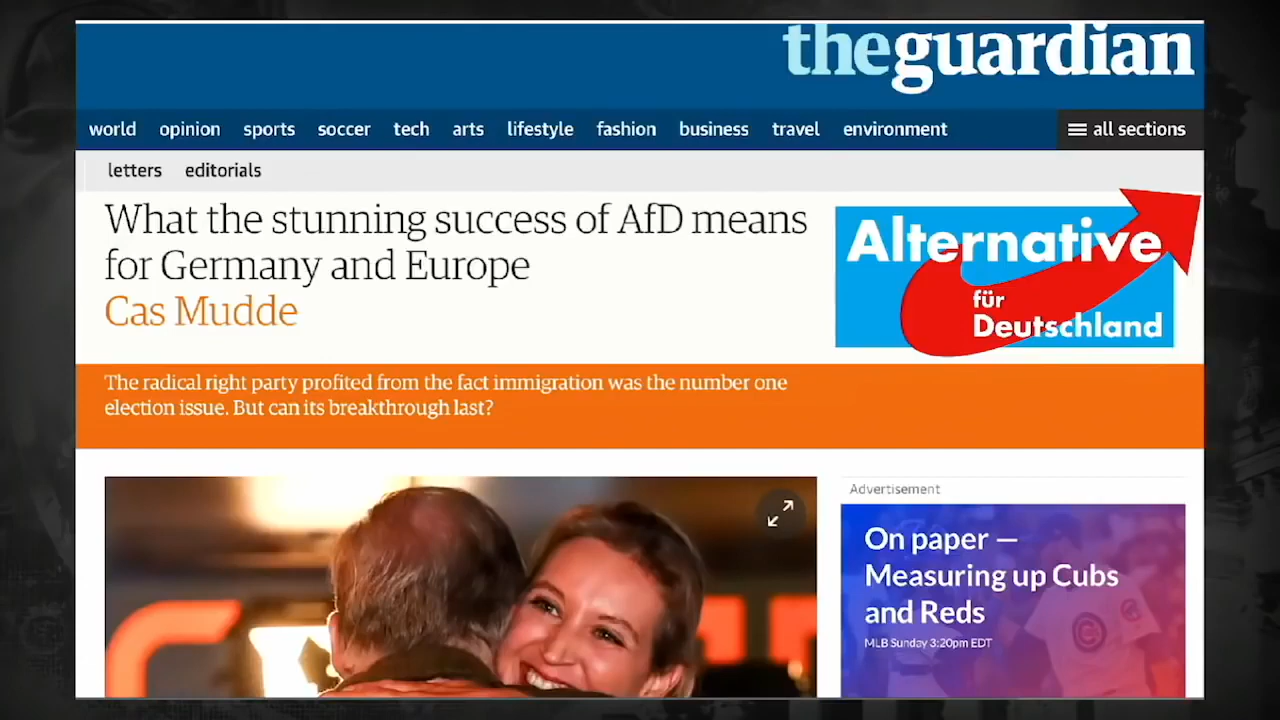 theguardian
world opinion sports soccer tech arts lifestyle fashion business travel environment all sections
letters editorials
What the stunning success of AfD means
for Germany and Europe
Cas Mudde
Alternative
für
Deutschland
The radical right party profited from the fact immigration was the number one
election issue. But can its breakthrough last?
Advertisement
On paper —
Measuring up Cubs
and Reds
MLB Sunday 3:20pm EDT